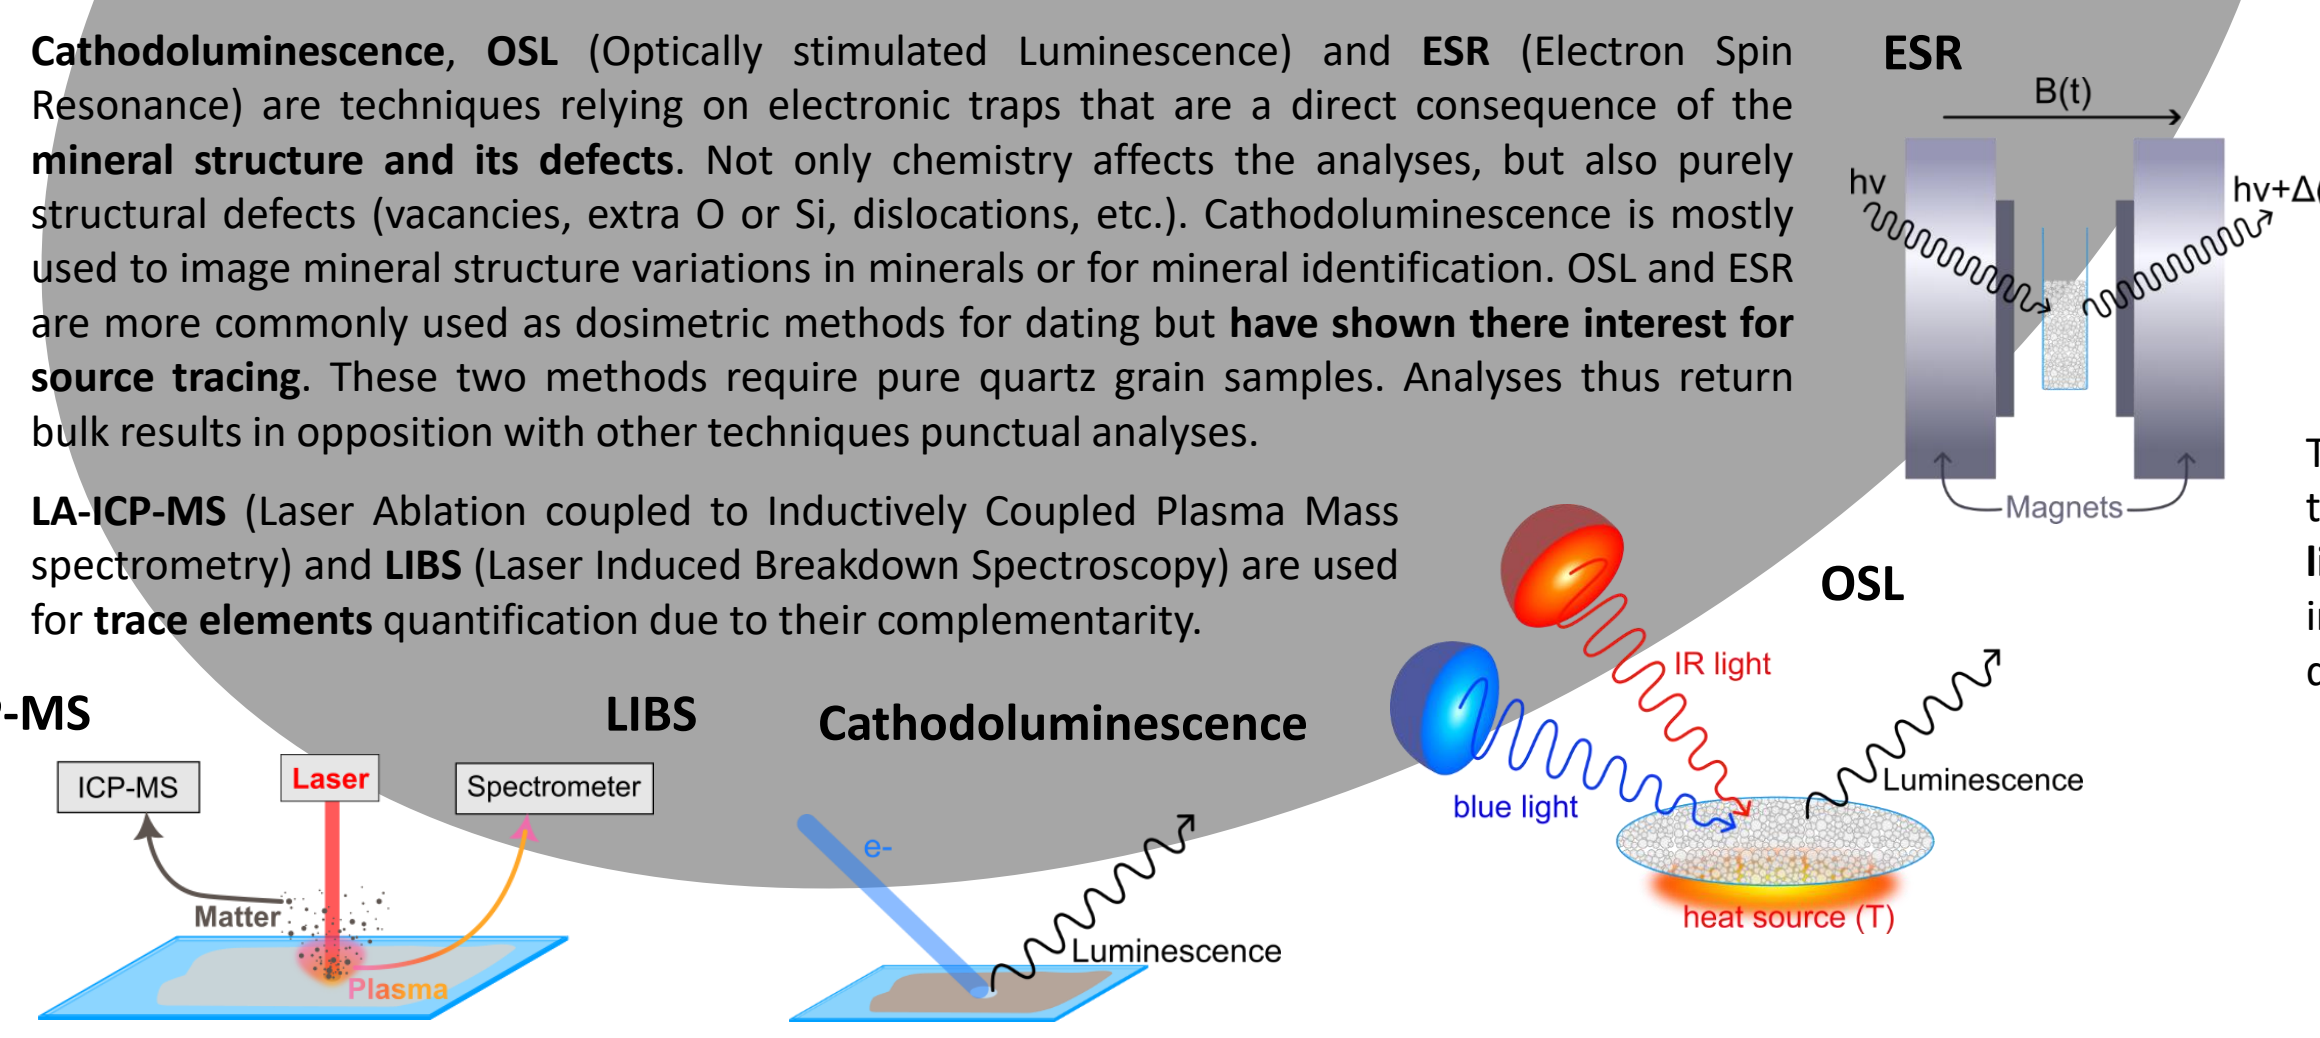 Cathodoluminescence, OSL (Optically stimulated Luminescence) and ESR (Electron Spin
Resonance) are techniques relying on electronic traps that are a direct consequence of the
mineral structure and its defects. Not only chemistry affects the analyses, but also purely
structural defects (vacancies, extra O or Si, dislocations, etc.). Cathodoluminescence is mostly
used to image mineral structure variations in minerals or for mineral identification. OSL and ESR
are more commonly used as dosimetric methods for dating but have shown there interest for
source tracing. These two methods require pure quartz grain samples. Analyses thus return
bulk results in opposition with other techniques punctual analyses.
LA-ICP-MS (Laser Ablation coupled to Inductively Coupled Plasma Mass
spectrometry) and LIBS (Laser Induced Breakdown Spectroscopy) are used
for trace elements quantification due to their complementarity.
ESR
B(t)
hν
hν+Δ(
Magnets
OSL
IR light
blue light
Luminescence
heat source (T)
-MS
LIBS
ICP-MS
Laser
Spectrometer
Matter
Plasma
Cathodoluminescence
e-
Luminescence